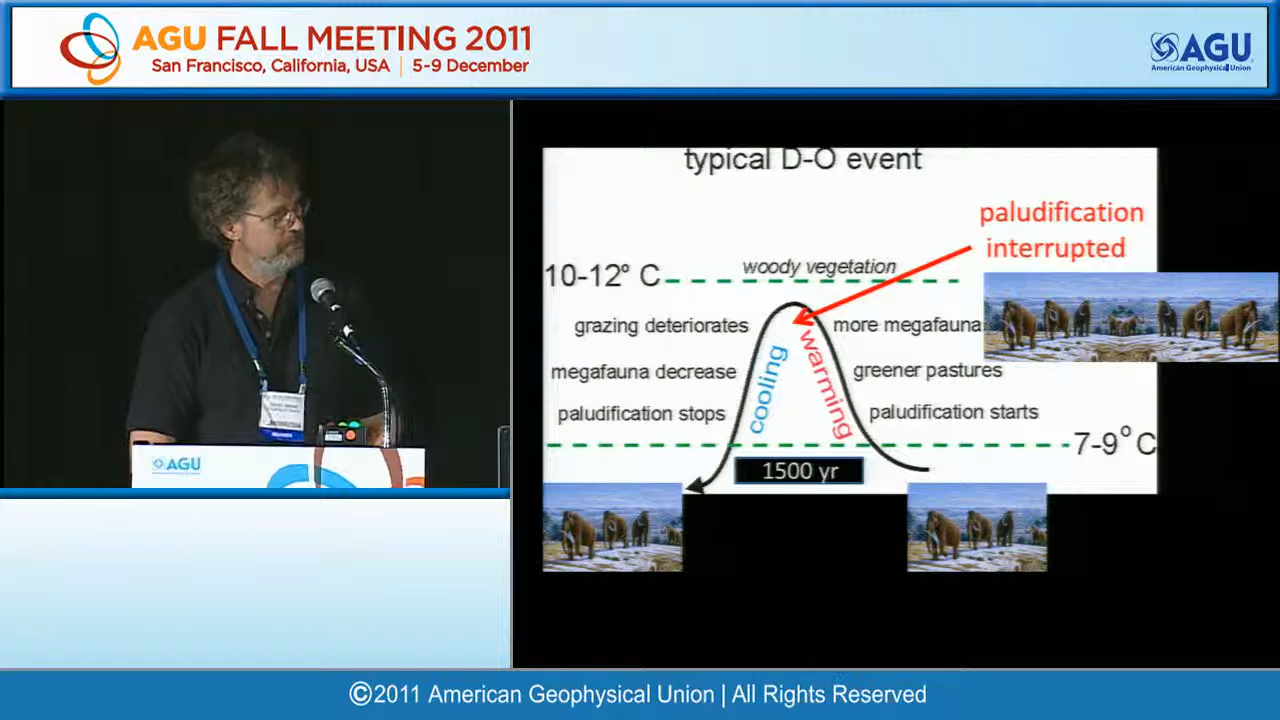 AGU FALL MEETING 2011
San Francisco, California, USA | 5-9 December
AGU
American Geophysical Union
typical D-O event
paludification
interrupted
10-12° C
woody vegetation
grazing deteriorates
more megafauna
megafauna decrease
cooling
warming
greener pastures
paludification stops
paludification starts
7-9° C
1500 yr
AGU
©2011 American Geophysical Union | All Rights Reserved